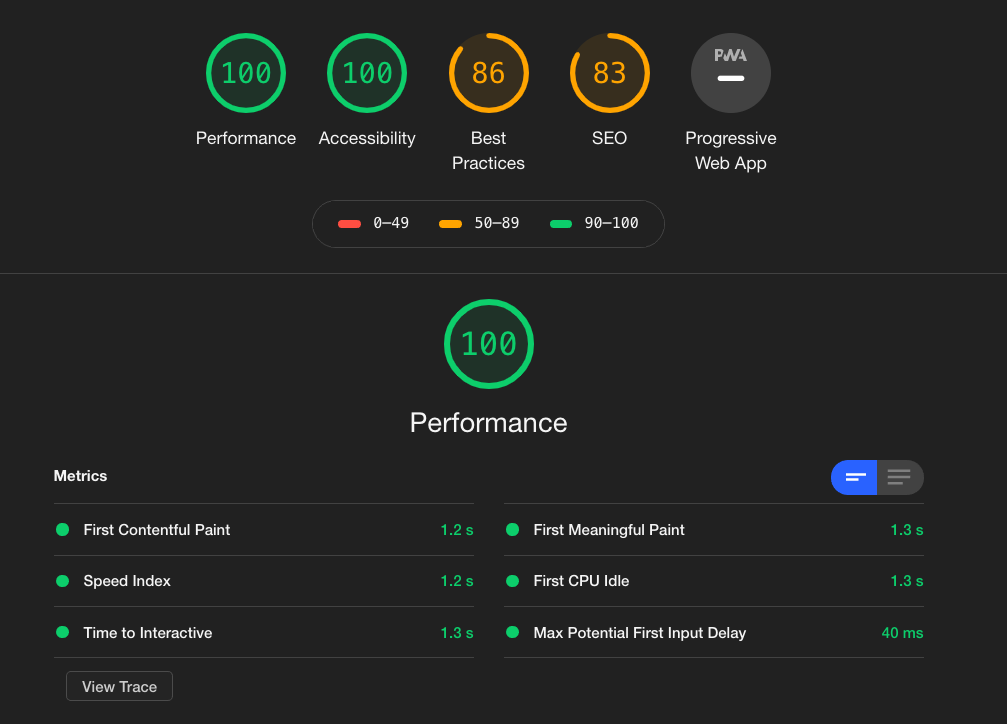 100 100 86 83 PWA
Performance Accessibility Best Practices SEO Progressive Web App
0–49 50–89 90–100
100
Performance
Metrics
First Contentful Paint 1.2 s First Meaningful Paint 1.3 s
Speed Index 1.2 s First CPU Idle 1.3 s
Time to Interactive 1.3 s Max Potential First Input Delay 40 ms
View Trace